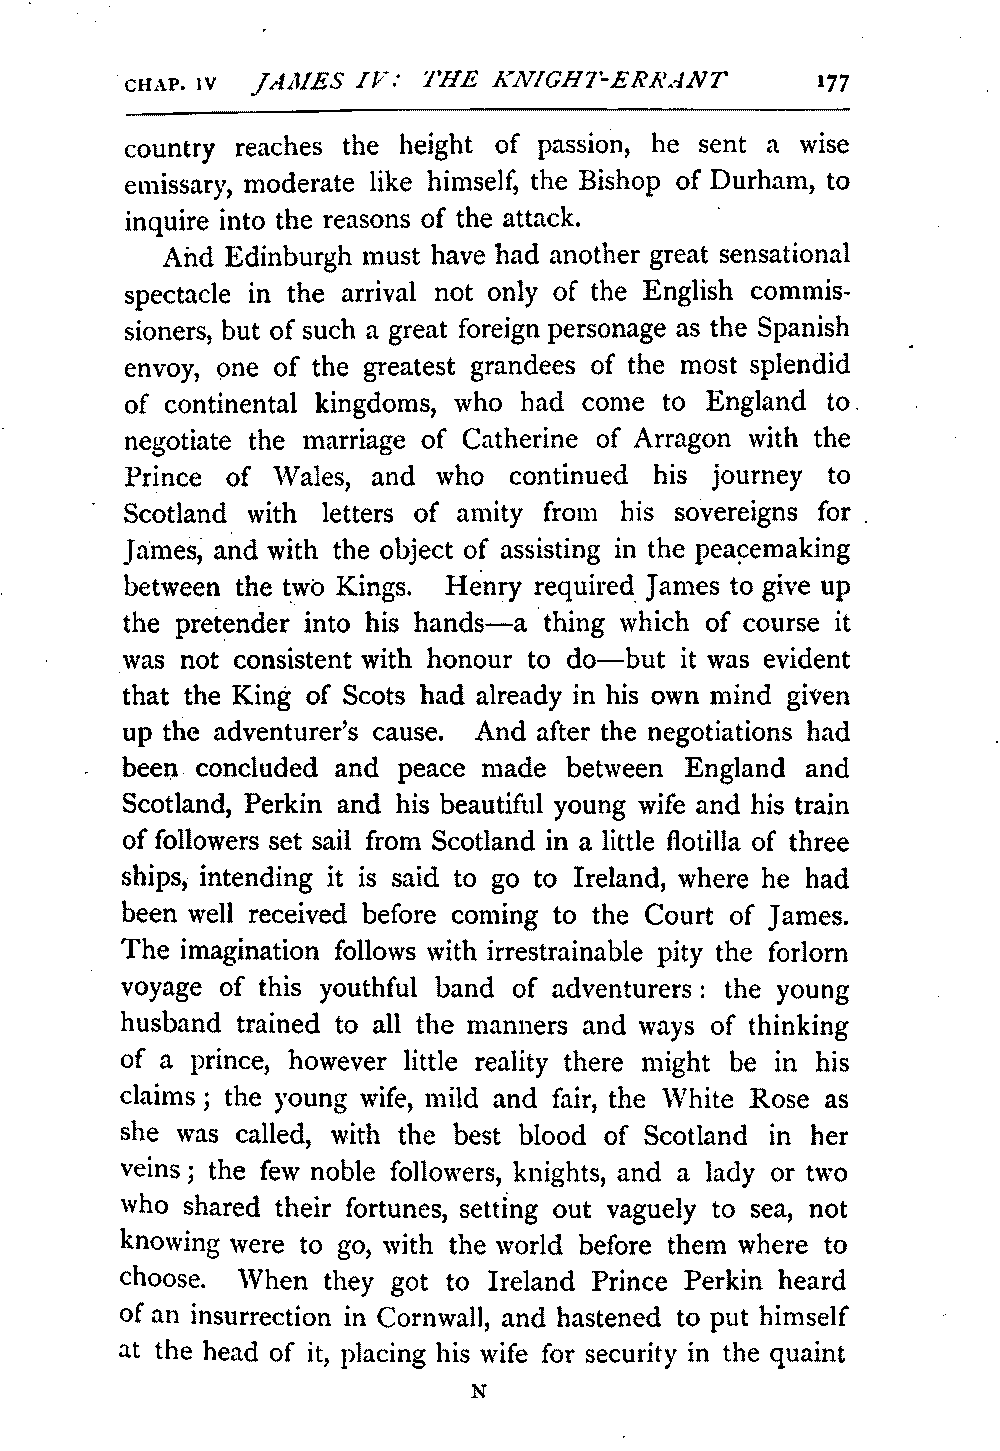 CHAP. IV JAMES IV: THE KNIGHT-ERRANT 177
country reaches the height of passion, he sent a wise
emissary, moderate like himself, the Bishop of Durham, to
inquire into the reasons of the attack.
And Edinburgh must have had another great sensational
spectacle in the arrival not only of the English commis-
sioners, but of such a great foreign personage as the Spanish
envoy, one of the greatest grandees of the most splendid
of continental kingdoms, who had come to England to
negotiate the marriage of Catherine of Arragon with the
Prince of Wales, and who continued his journey to
Scotland with letters of amity from his sovereigns for
James, and with the object of assisting in the peacemaking
between the two Kings. Henry required James to give up
the pretender into his hands—a thing which of course it
was not consistent with honour to do—but it was evident
that the King of Scots had already in his own mind given
up the adventurer's cause. And after the negotiations had
been concluded and peace made between England and
Scotland, Perkin and his beautiful young wife and his train
of followers set sail from Scotland in a little flotilla of three
ships, intending it is said to go to Ireland, where he had
been well received before coming to the Court of James.
The imagination follows with irrestrainable pity the forlorn
voyage of this youthful band of adventurers: the young
husband trained to all the manners and ways of thinking
of a prince, however little reality there might be in his
claims; the young wife, mild and fair, the White Rose as
she was called, with the best blood of Scotland in her
veins; the few noble followers, knights, and a lady or two
who shared their fortunes, setting out vaguely to sea, not
knowing were to go, with the world before them where to
choose. When they got to Ireland Prince Perkin heard
of an insurrection in Cornwall, and hastened to put himself
at the head of it, placing his wife for security in the quaint
N